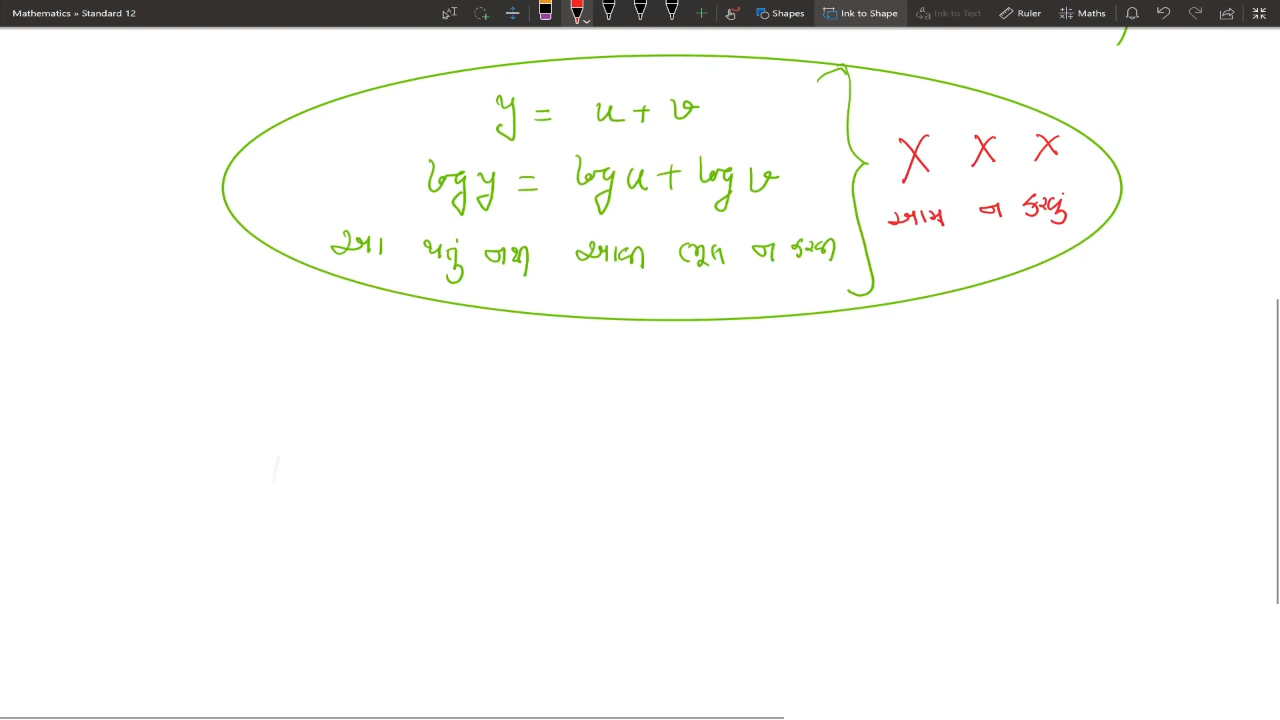 Mathematics » Standard 12
Shapes Ink to Shape Ink to Text Ruler Maths
y = u + v
log y = log u + log v
આ થતું નથી આવી ભૂલ ન કરવી
X X X
આમ ન કરવું